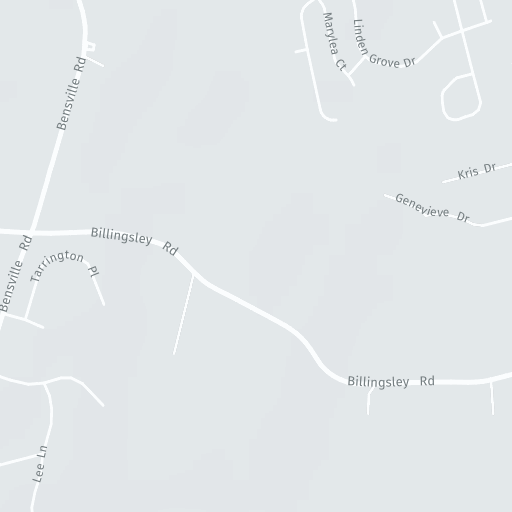 Marylea Ct
Linden Grove Dr
Bensville Rd
Kris Dr
Genevieve Dr
Billingsley Rd
Bensville Rd
Tarrington Pl
Billingsley Rd
Lee Ln